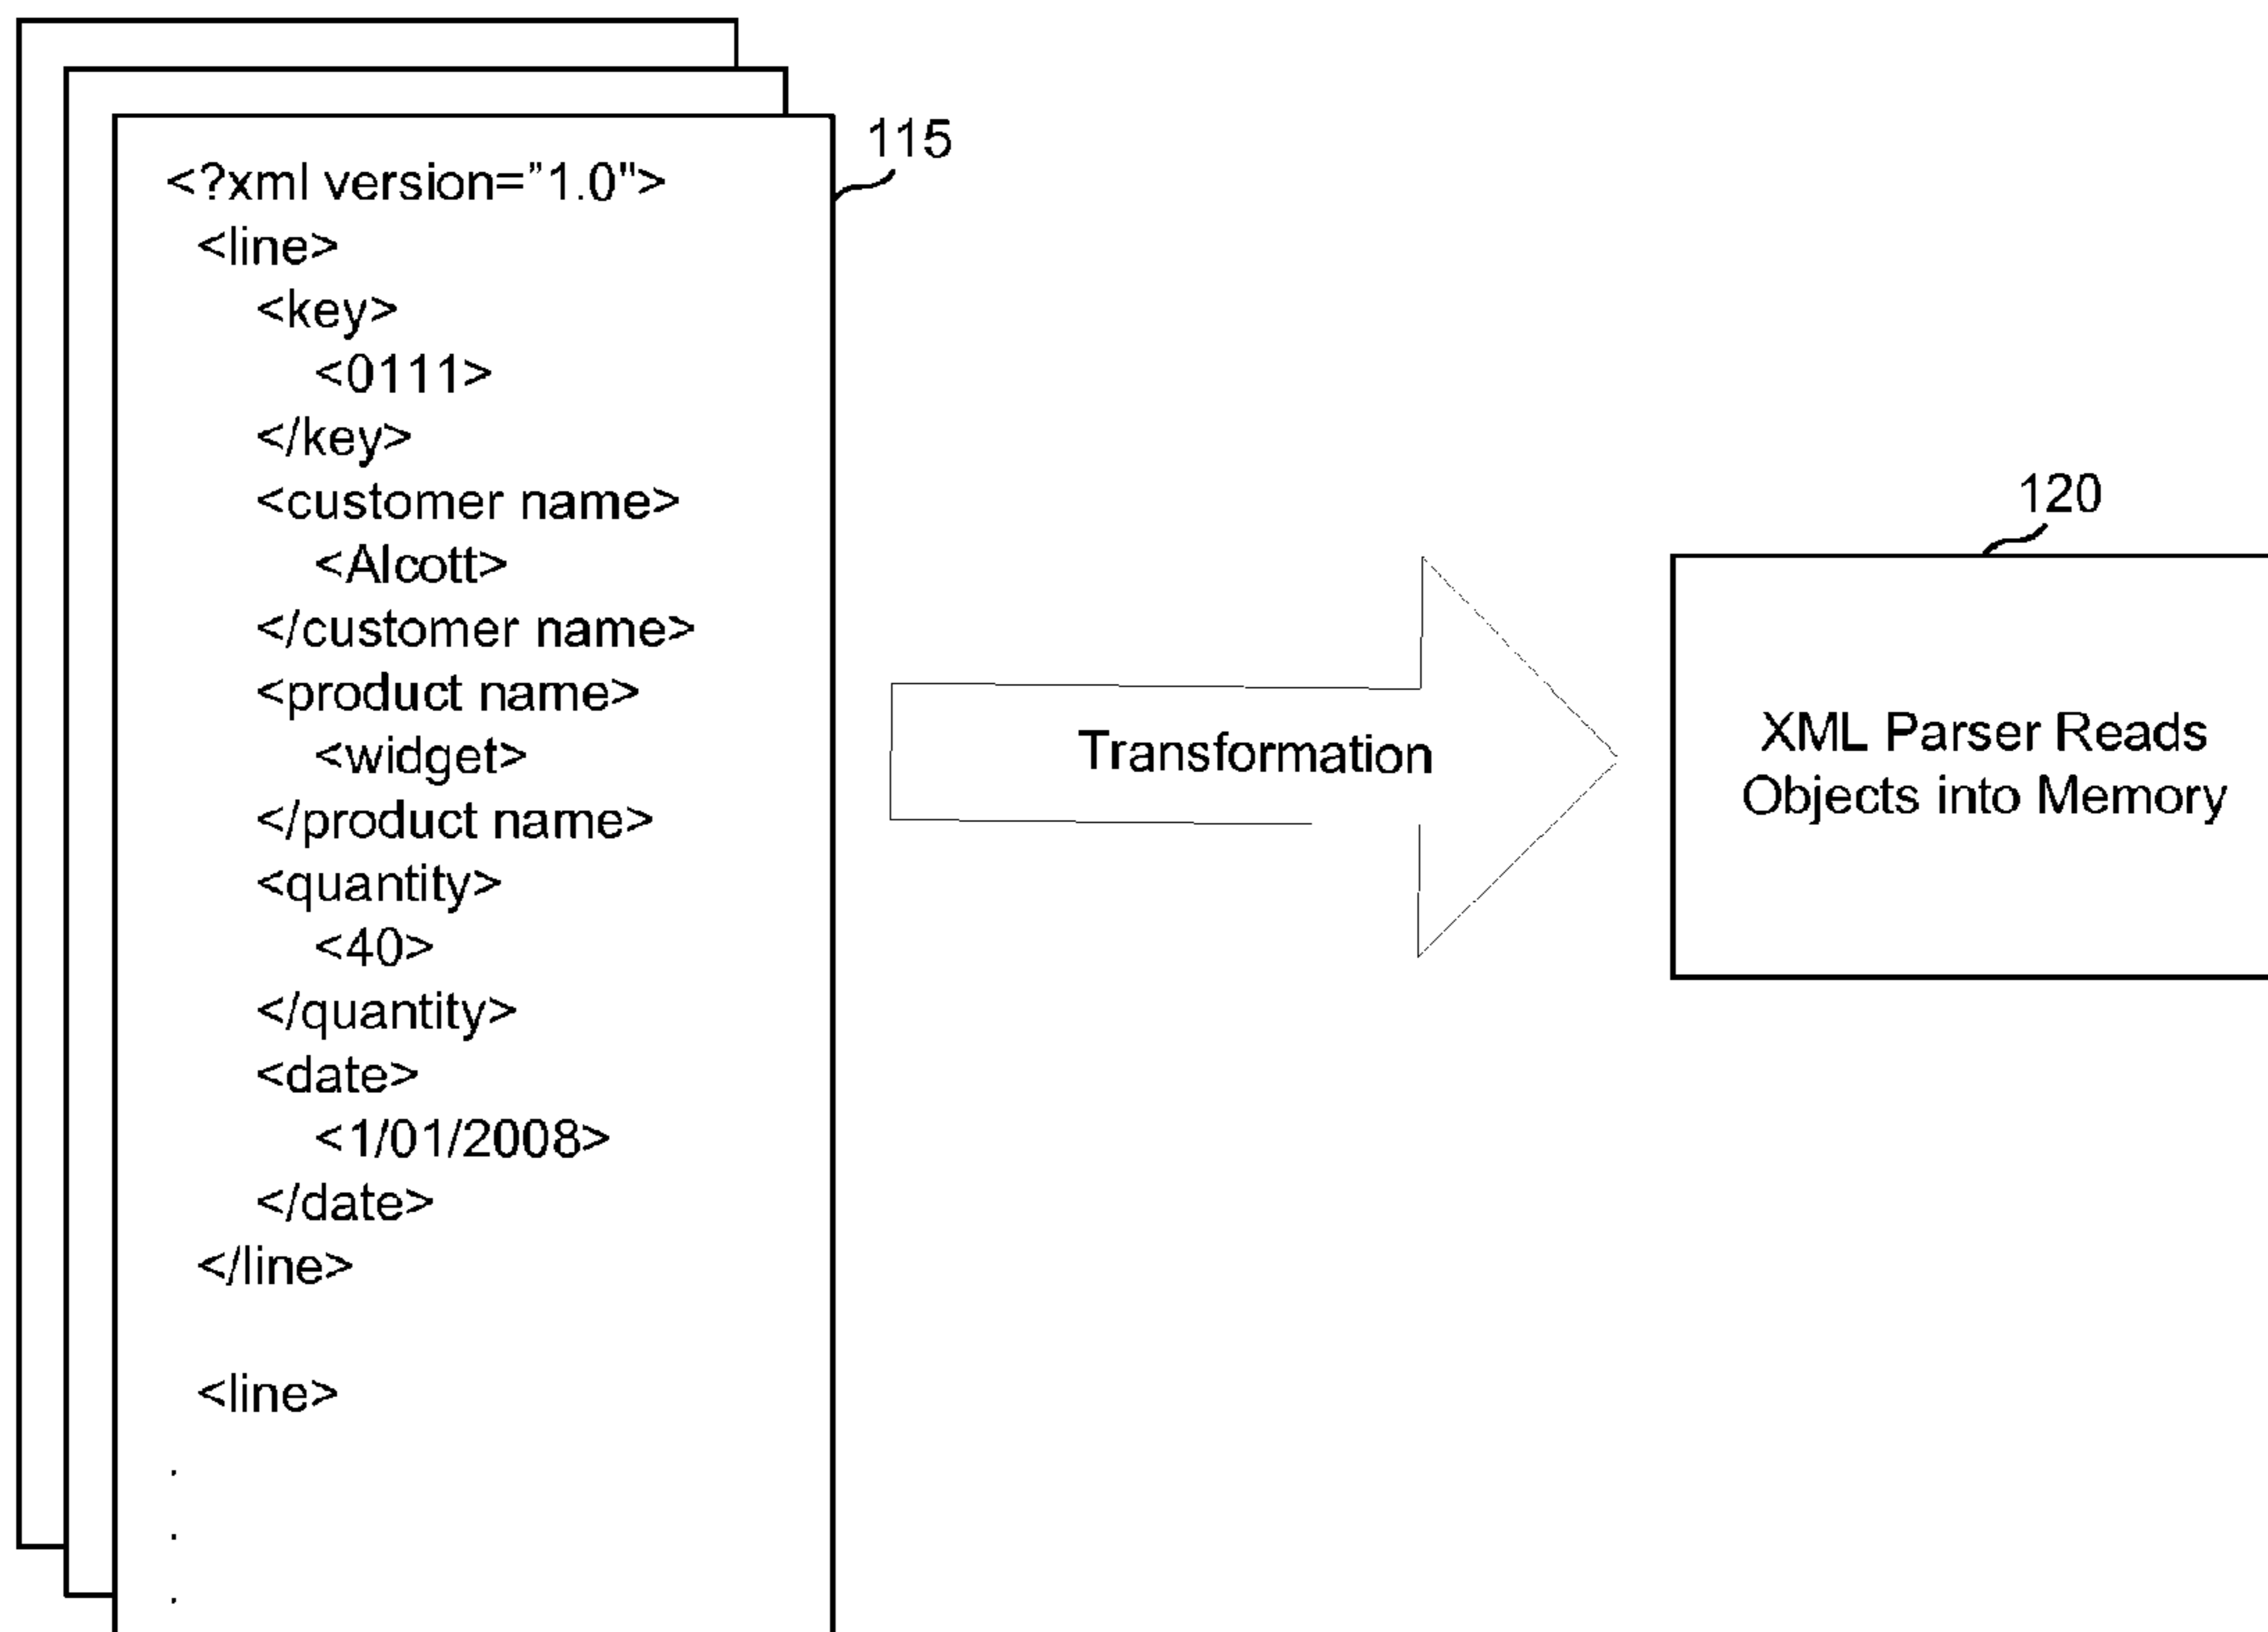 <?xml version=”1.0">
<line>
<key>
<0111>
</key>
<customer name>
<Alcott>
</customer name>
<product name>
<widget>
</product name>
<quantity>
<40>
</quantity>
<date>
<1/01/2008>
</date>
</line>
<line>
.
.
.
115
Transformation
120
XML Parser Reads
Objects into Memory